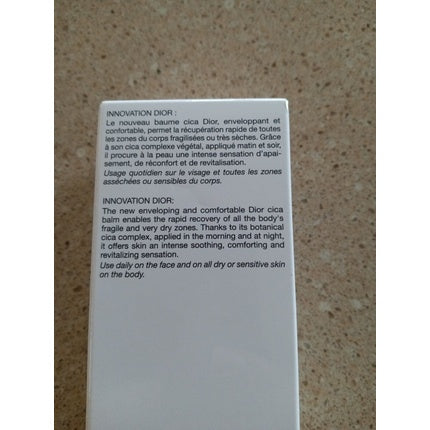 INNOVATION DIOR :
Le nouveau baume cica Dior, enveloppant et
confortable, permet la récupération rapide de toutes
les zones du corps fragilisées ou très sèches. Grâce
à son cica complexe végétal, appliqué matin et soir,
il procure à la peau une intense sensation d'apai-
sement, de réconfort et de revitalisation.
Usage quotidien sur le visage et toutes les zones
asséchées ou sensibles du corps.
INNOVATION DIOR:
The new enveloping and comfortable Dior cica
balm enables the rapid recovery of all the body's
fragile and very dry zones. Thanks to its botanical
cica complex, applied in the morning and at night,
it offers skin an intense soothing, comforting and
revitalizing sensation.
Use daily on the face and on all dry or sensitive skin
on the body.